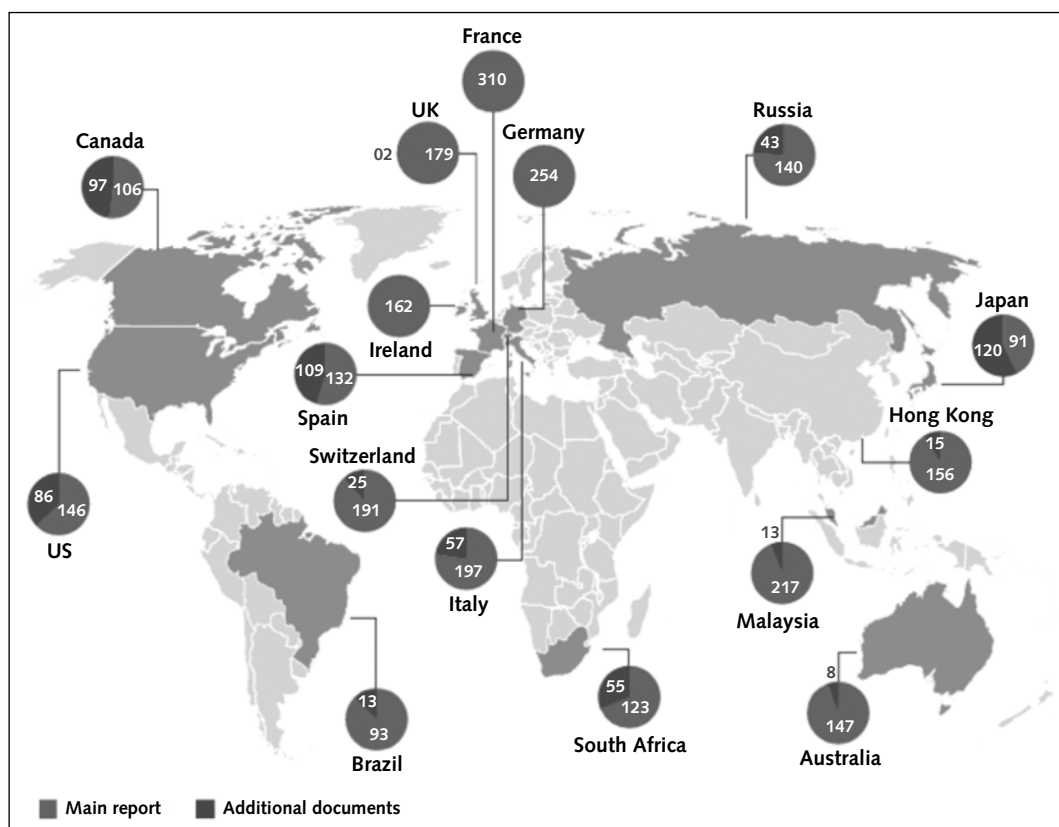 France
310
UK
02 179
Germany
254
Russia
43
140
Canada
97 106
162
Ireland
Japan
120 91
109 132
Spain
Hong Kong
15
156
Switzerland
25
191
86 146
US
57
197
Italy
13
217
Malaysia
55
123
South Africa
8
147
Australia
13
93
Brazil
Main report Additional documents